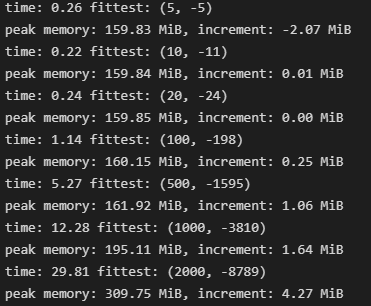 time: 0.26 fittest: (5, -5)
peak memory: 159.83 MiB, increment: -2.07 MiB
time: 0.22 fittest: (10, -11)
peak memory: 159.84 MiB, increment: 0.01 MiB
time: 0.24 fittest: (20, -24)
peak memory: 159.85 MiB, increment: 0.00 MiB
time: 1.14 fittest: (100, -198)
peak memory: 160.15 MiB, increment: 0.25 MiB
time: 5.27 fittest: (500, -1595)
peak memory: 161.92 MiB, increment: 1.06 MiB
time: 12.28 fittest: (1000, -3810)
peak memory: 195.11 MiB, increment: 1.64 MiB
time: 29.81 fittest: (2000, -8789)
peak memory: 309.75 MiB, increment: 4.27 MiB